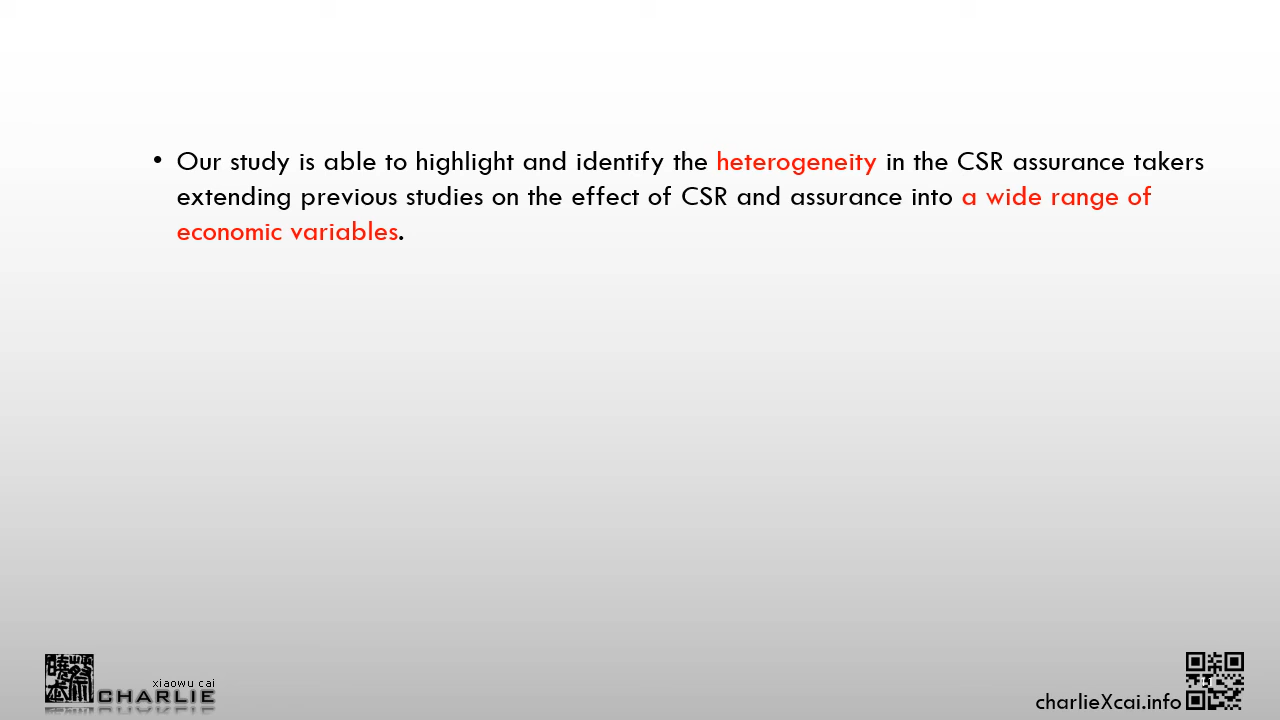 • Our study is able to highlight and identify the heterogeneity in the CSR assurance takers
extending previous studies on the effect of CSR and assurance into a wide range of
economic variables.
xiaowu cai
CHARLIE
charlieXcai.info